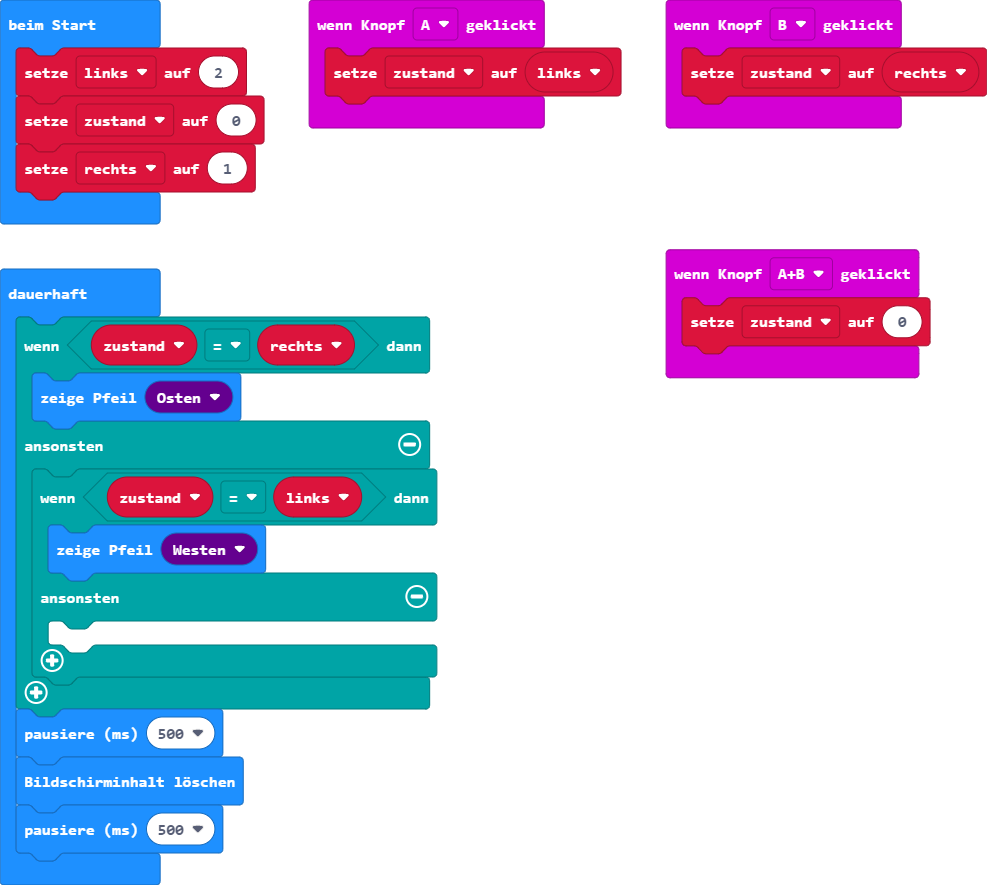 beim Start
setze links auf 2
setze zustand auf 0
setze rechts auf 1
wenn Knopf A geklickt
setze zustand auf links
wenn Knopf B geklickt
setze zustand auf rechts
wenn Knopf A+B geklickt
setze zustand auf 0
dauerhaft
wenn zustand = rechts dann
zeige Pfeil Osten
ansonsten
wenn zustand = links dann
zeige Pfeil Westen
ansonsten
pausiere (ms) 500
Bildschirminhalt löschen
pausiere (ms) 500